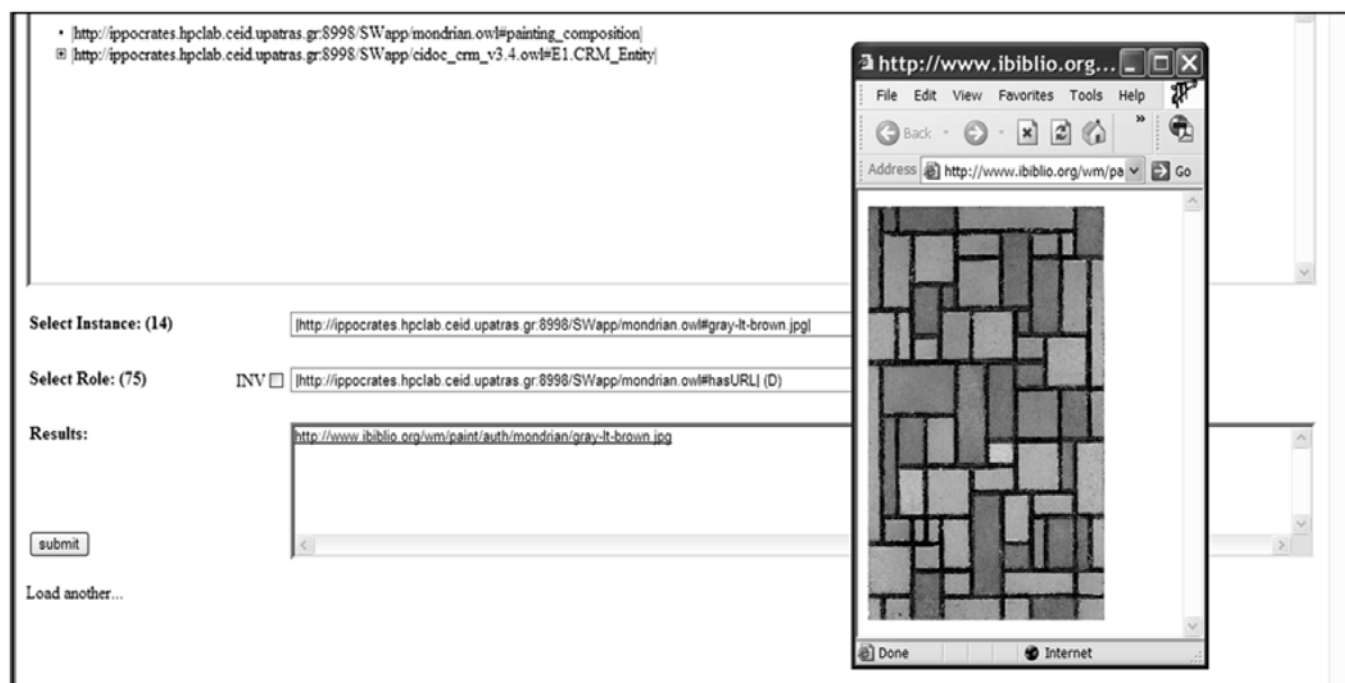 |http://ippocrates.hpclab.ceid.upatras.gr:8998/SWapp/mondrian.owl#painting_composition|
|http://ippocrates.hpclab.ceid.upatras.gr:8998/SWapp/cidoc_crm_v3.4.owl#E1.CRM_Entity|
Select Instance: (14)
|http://ippocrates.hpclab.ceid.upatras.gr:8998/SWapp/mondrian.owl#gray-lt-brown.jpg|
Select Role: (75)
INV
|http://ippocrates.hpclab.ceid.upatras.gr:8998/SWapp/mondrian.owl#hasURL| (D)
Results:
http://www.ibiblio.org/wm/paint/auth/mondrian/gray-lt-brown.jpg
submit
Load another...
http://www.ibiblio.org...
File Edit View Favorites Tools Help
Back
Address http://www.ibiblio.org/wm/pa Go
Done Internet